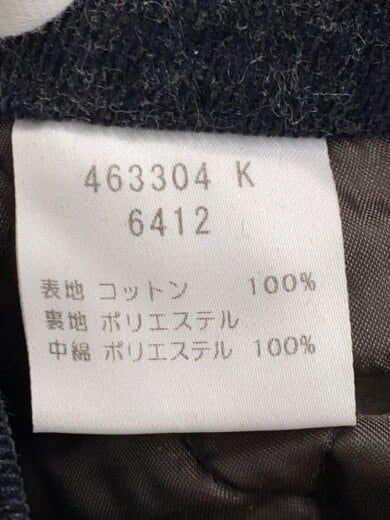 463304 K
6412
表地 コットン 100%
裏地 ポリエステル
中綿 ポリエステル 100%